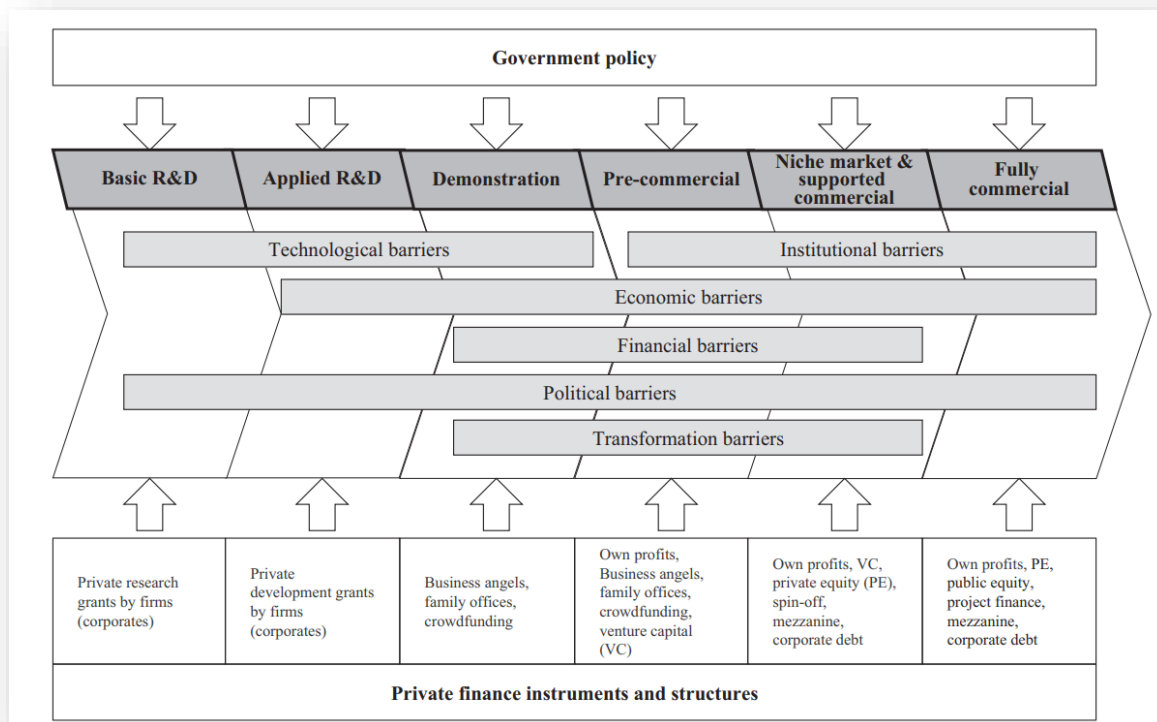 Government policy
Basic R&D
Applied R&D
Demonstration
Pre-commercial
Niche market &
supported
commercial
Fully
commercial
Technological barriers
Institutional barriers
Economic barriers
Financial barriers
Political barriers
Transformation barriers
Private research
grants by firms
(corporates)
Private
development grants
by firms
(corporates)
Business angels,
family offices,
crowdfunding
Own profits,
Business angels,
family offices,
crowdfunding,
venture capital
(VC)
Own profits, VC,
private equity (PE),
spin-off,
mezzanine,
corporate debt
Own profits, PE,
public equity,
project finance,
mezzanine,
corporate debt
Private finance instruments and structures